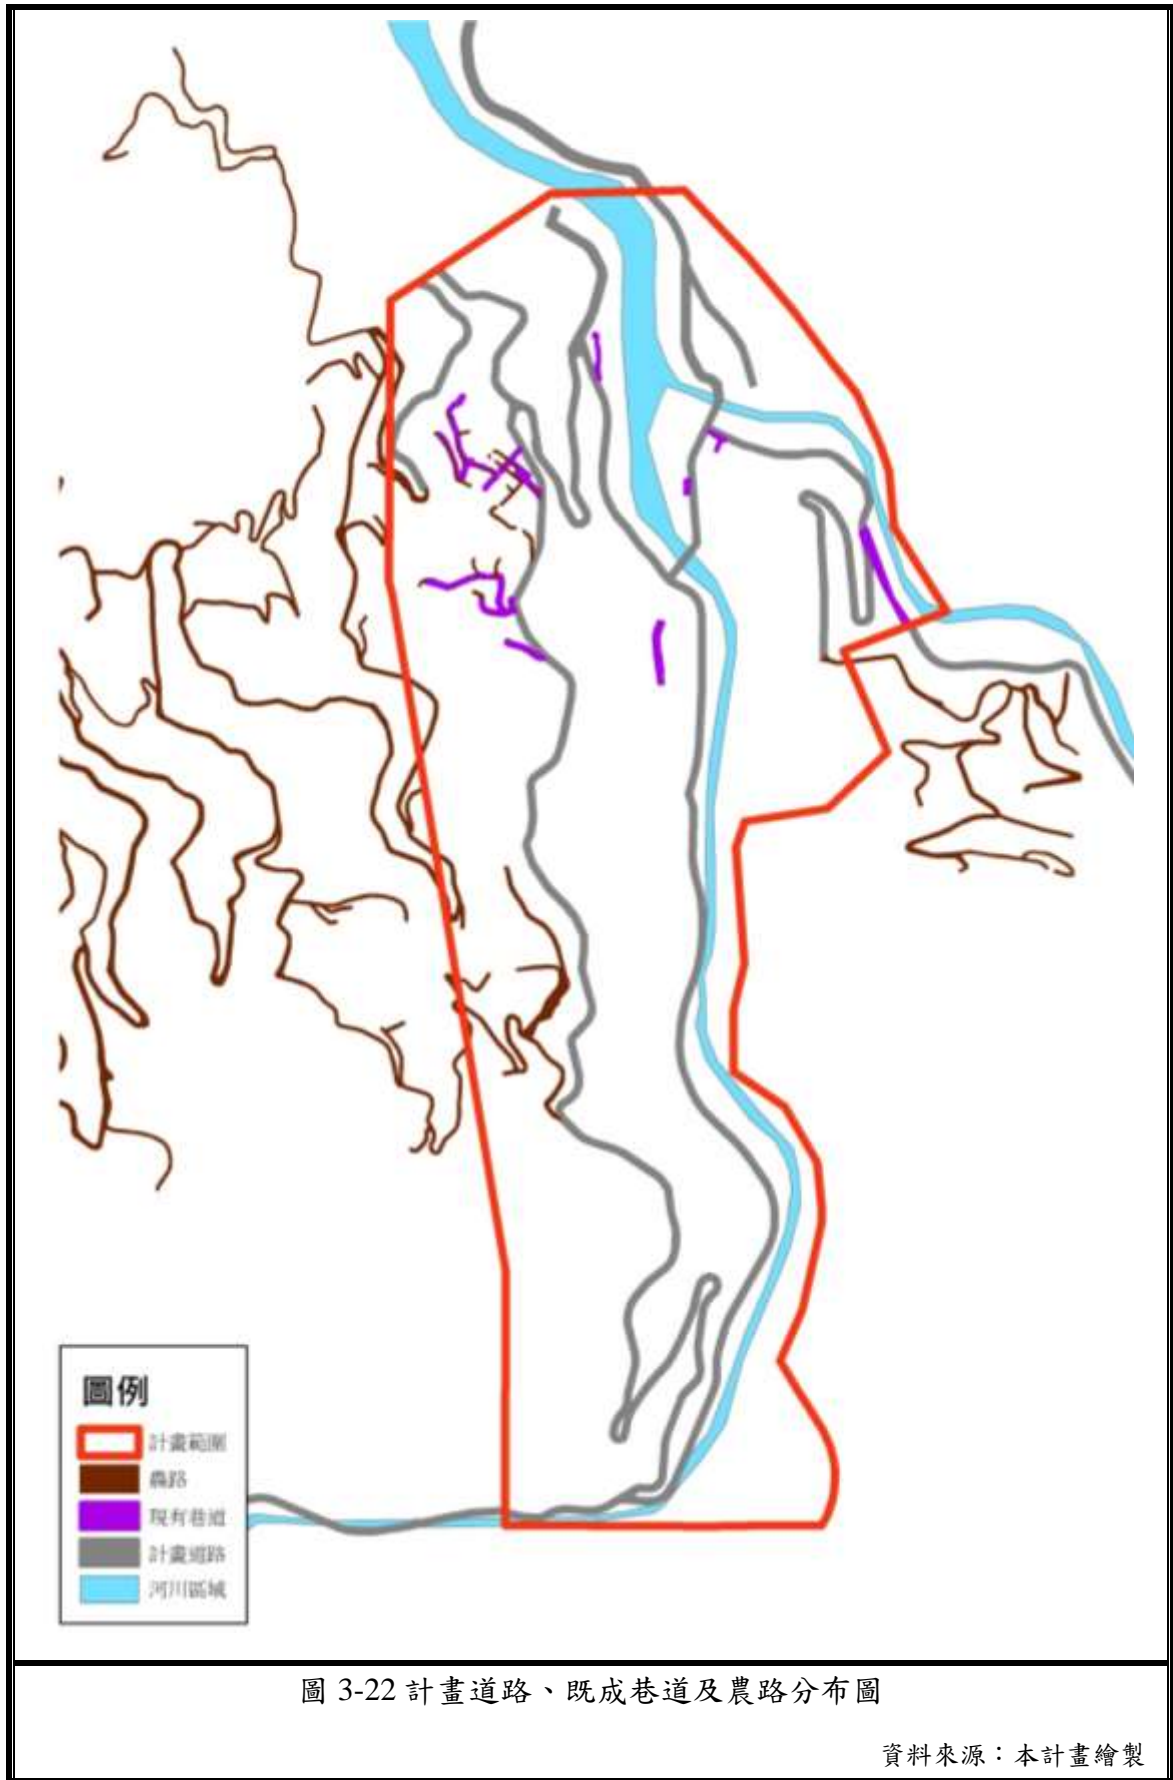 圖例
計畫範圍
農路
現有巷道
計畫道路
河川區域
圖 3-22 計畫道路、既成巷道及農路分布圖
資料來源：本計畫繪製